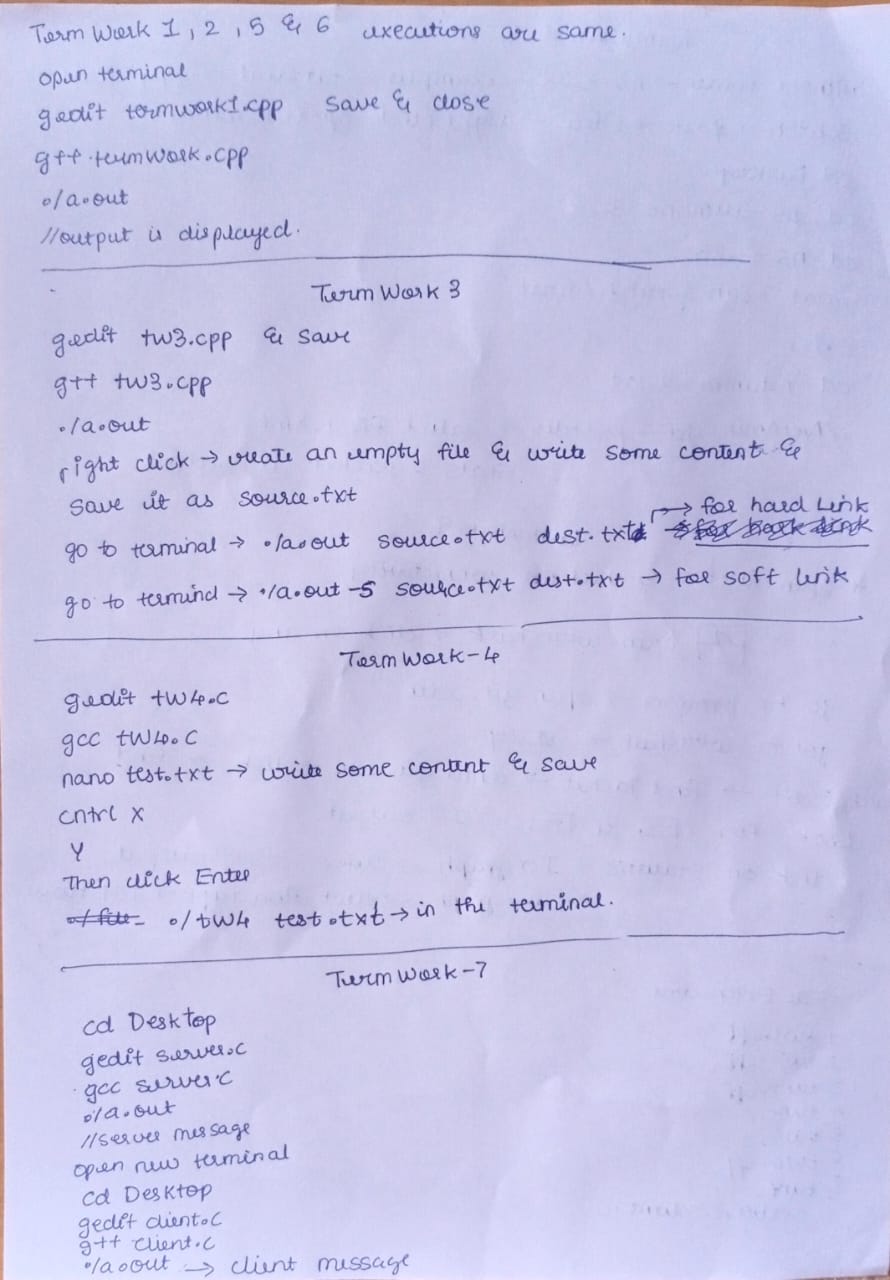 Term Work 1, 2, 5 & 6 executions are same.
open terminal
gedit termwork1.cpp save & close
g++ termwork.cpp
./a.out
//output is displayed.
Term Work 3
gedit tw3.cpp & save
g++ tw3.cpp
./a.out
right click → create an empty file & write some content &
save it as source.txt
go to terminal → ./a.out source.txt dest.txt → for hard link
go to termind → ./a.out -s source.txt dest.txt → for soft link
Term Work-4
gedit tw4.c
gcc tw4.c
nano test.txt → write some content & save
cntrl X
Y
Then click Enter
./tw4 test.txt → in the terminal.
Term Work-7
cd Desktop
gedit server.c
gcc server.c
./a.out
//server message
open new terminal
cd Desktop
gedit client.c
g++ client.c
./a.out → client message